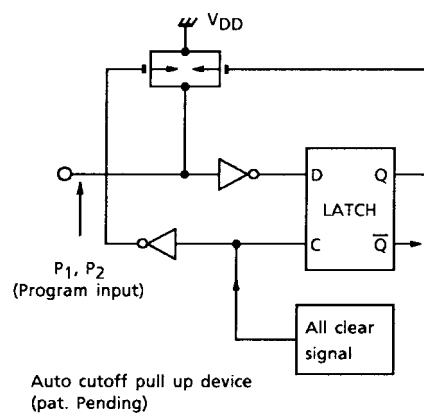 VDD
D
Q
LATCH
C
Q
P1, P2
(Program input)
All clear
signal
Auto cutoff pull up device
(pat. Pending)